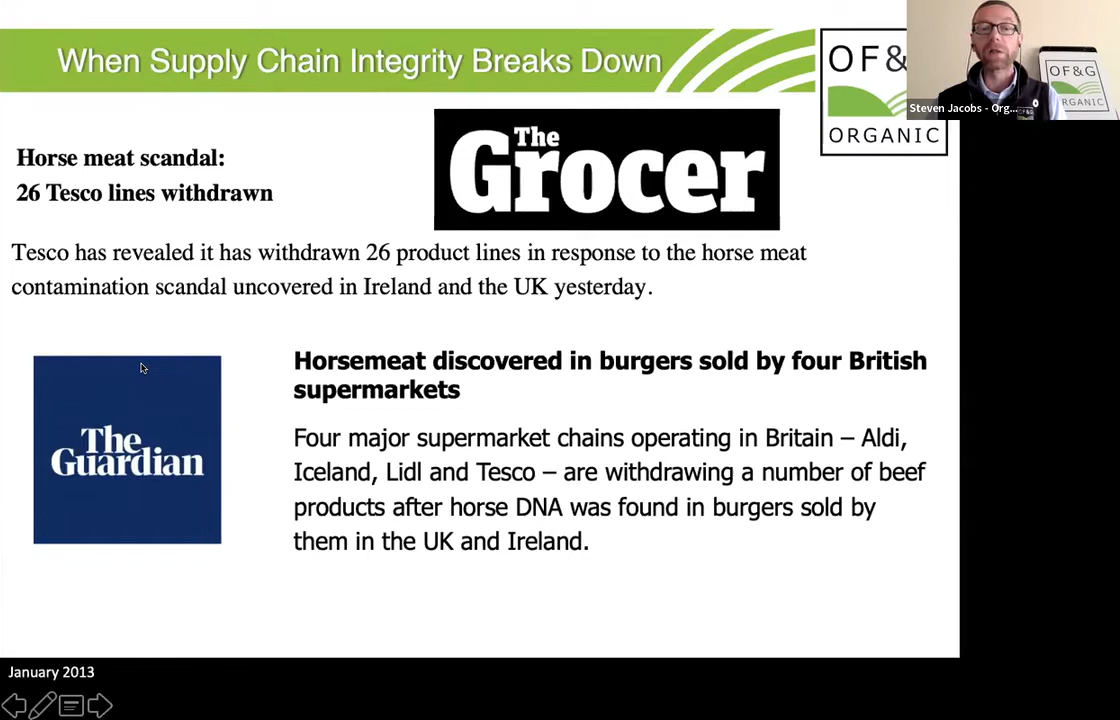 When Supply Chain Integrity Breaks Down
OF&
ORGANIC
OF&G
ORGANIC
Steven Jacobs - Org...
Horse meat scandal:
26 Tesco lines withdrawn
The
Grocer
Tesco has revealed it has withdrawn 26 product lines in response to the horse meat
contamination scandal uncovered in Ireland and the UK yesterday.
The
Guardian
Horsemeat discovered in burgers sold by four British
supermarkets
Four major supermarket chains operating in Britain – Aldi,
Iceland, Lidl and Tesco – are withdrawing a number of beef
products after horse DNA was found in burgers sold by
them in the UK and Ireland.
January 2013